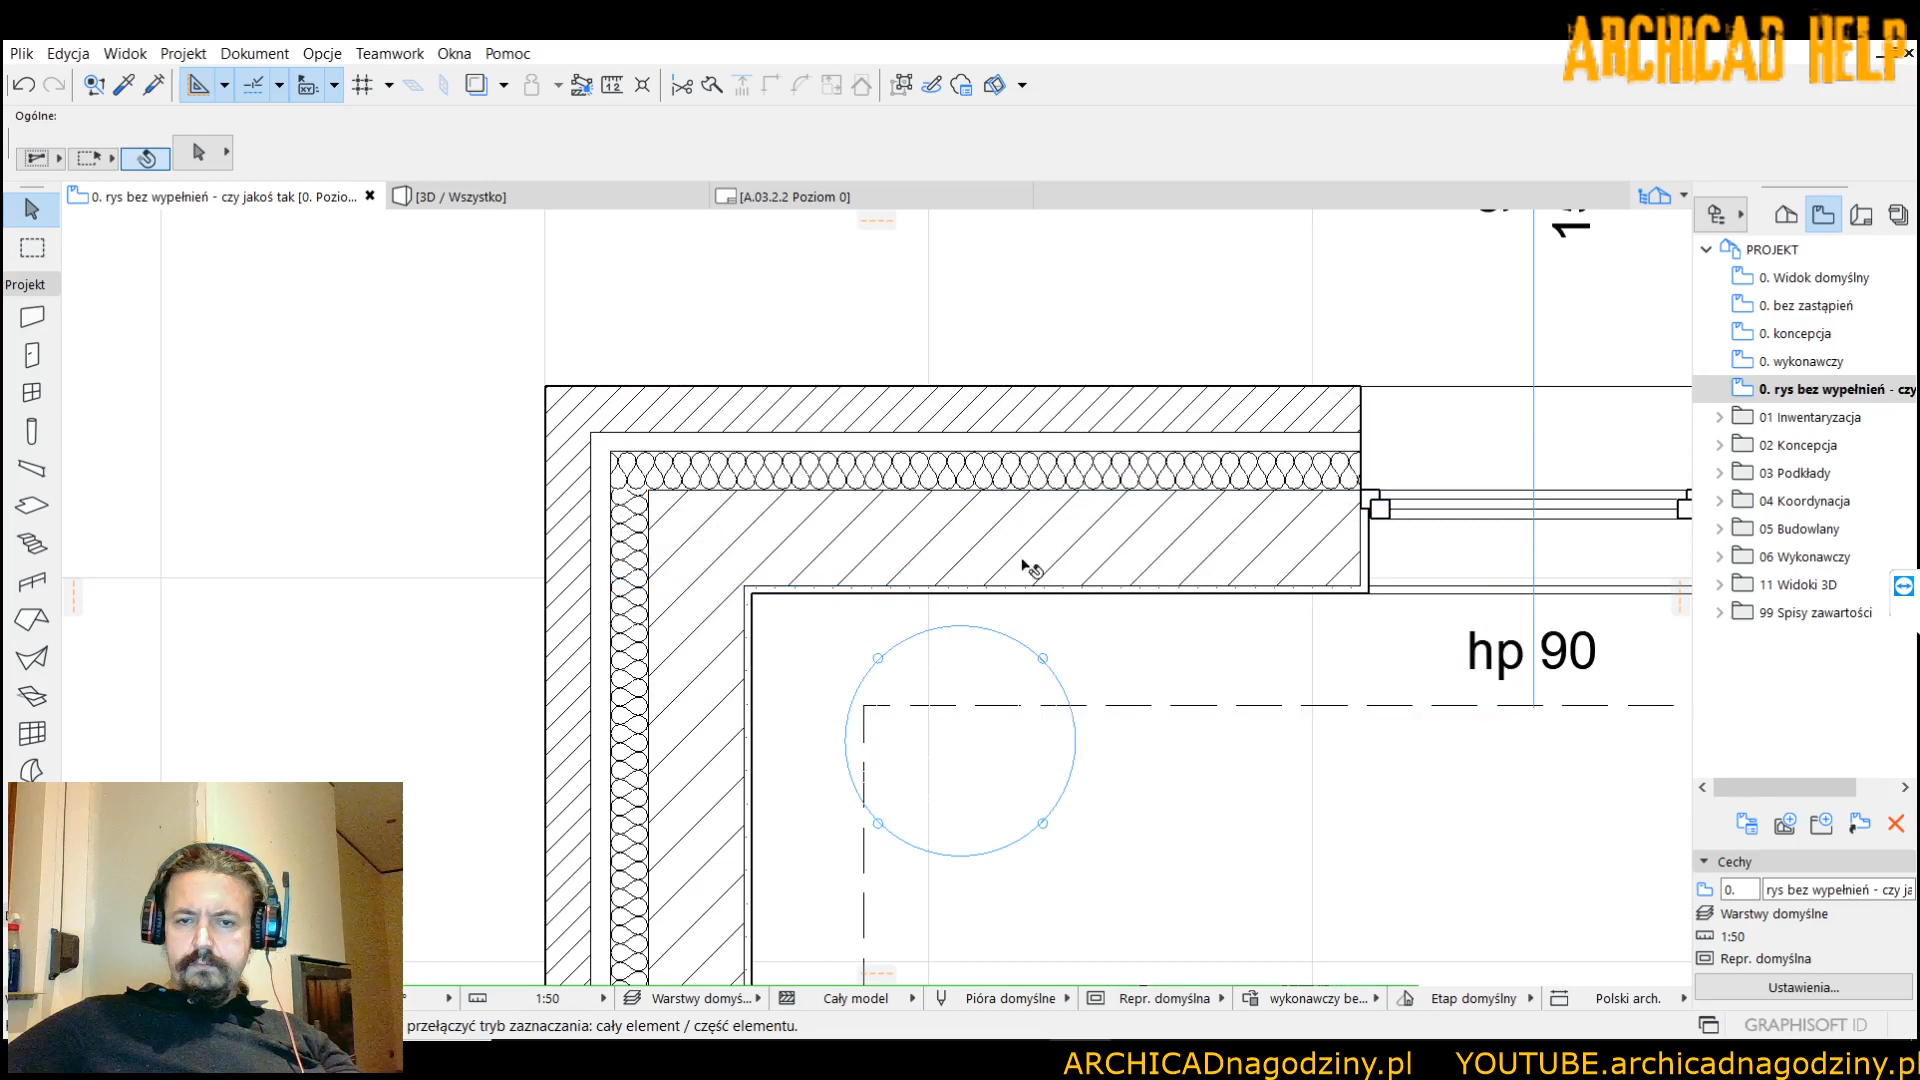 ARCHICAD HELP
Plik Edycja Widok Projekt Dokument Opcje Teamwork Okna Pomoc
Ogólne:
0. rys bez wypełnień - czy jakoś tak [0. Pozio...
[3D / Wszystko]
[A.03.2.2 Poziom 0]
Projekt
PROJEKT
0. Widok domyślny
0. bez zastąpień
0. koncepcja
0. wykonawczy
0. rys bez wypełnień - czy
01 Inwentaryzacja
02 Koncepcja
03 Podkłady
04 Koordynacja
05 Budowlany
06 Wykonawczy
11 Widoki 3D
99 Spisy zawartości
hp 90
Cechy
0. rys bez wypełnień - czy ja
Warstwy domyślne
1:50
Repr. domyślna
Ustawienia...
1:50 Warstwy domyś... Cały model Pióra domyślne Repr. domyślna wykonawczy be... Etap domyślny Polski arch.
przełączyć tryb zaznaczania: cały element / część elementu.
GRAPHISOFT ID
ARCHICADnagodziny.pl YOUTUBE.archicadnagodziny.pl